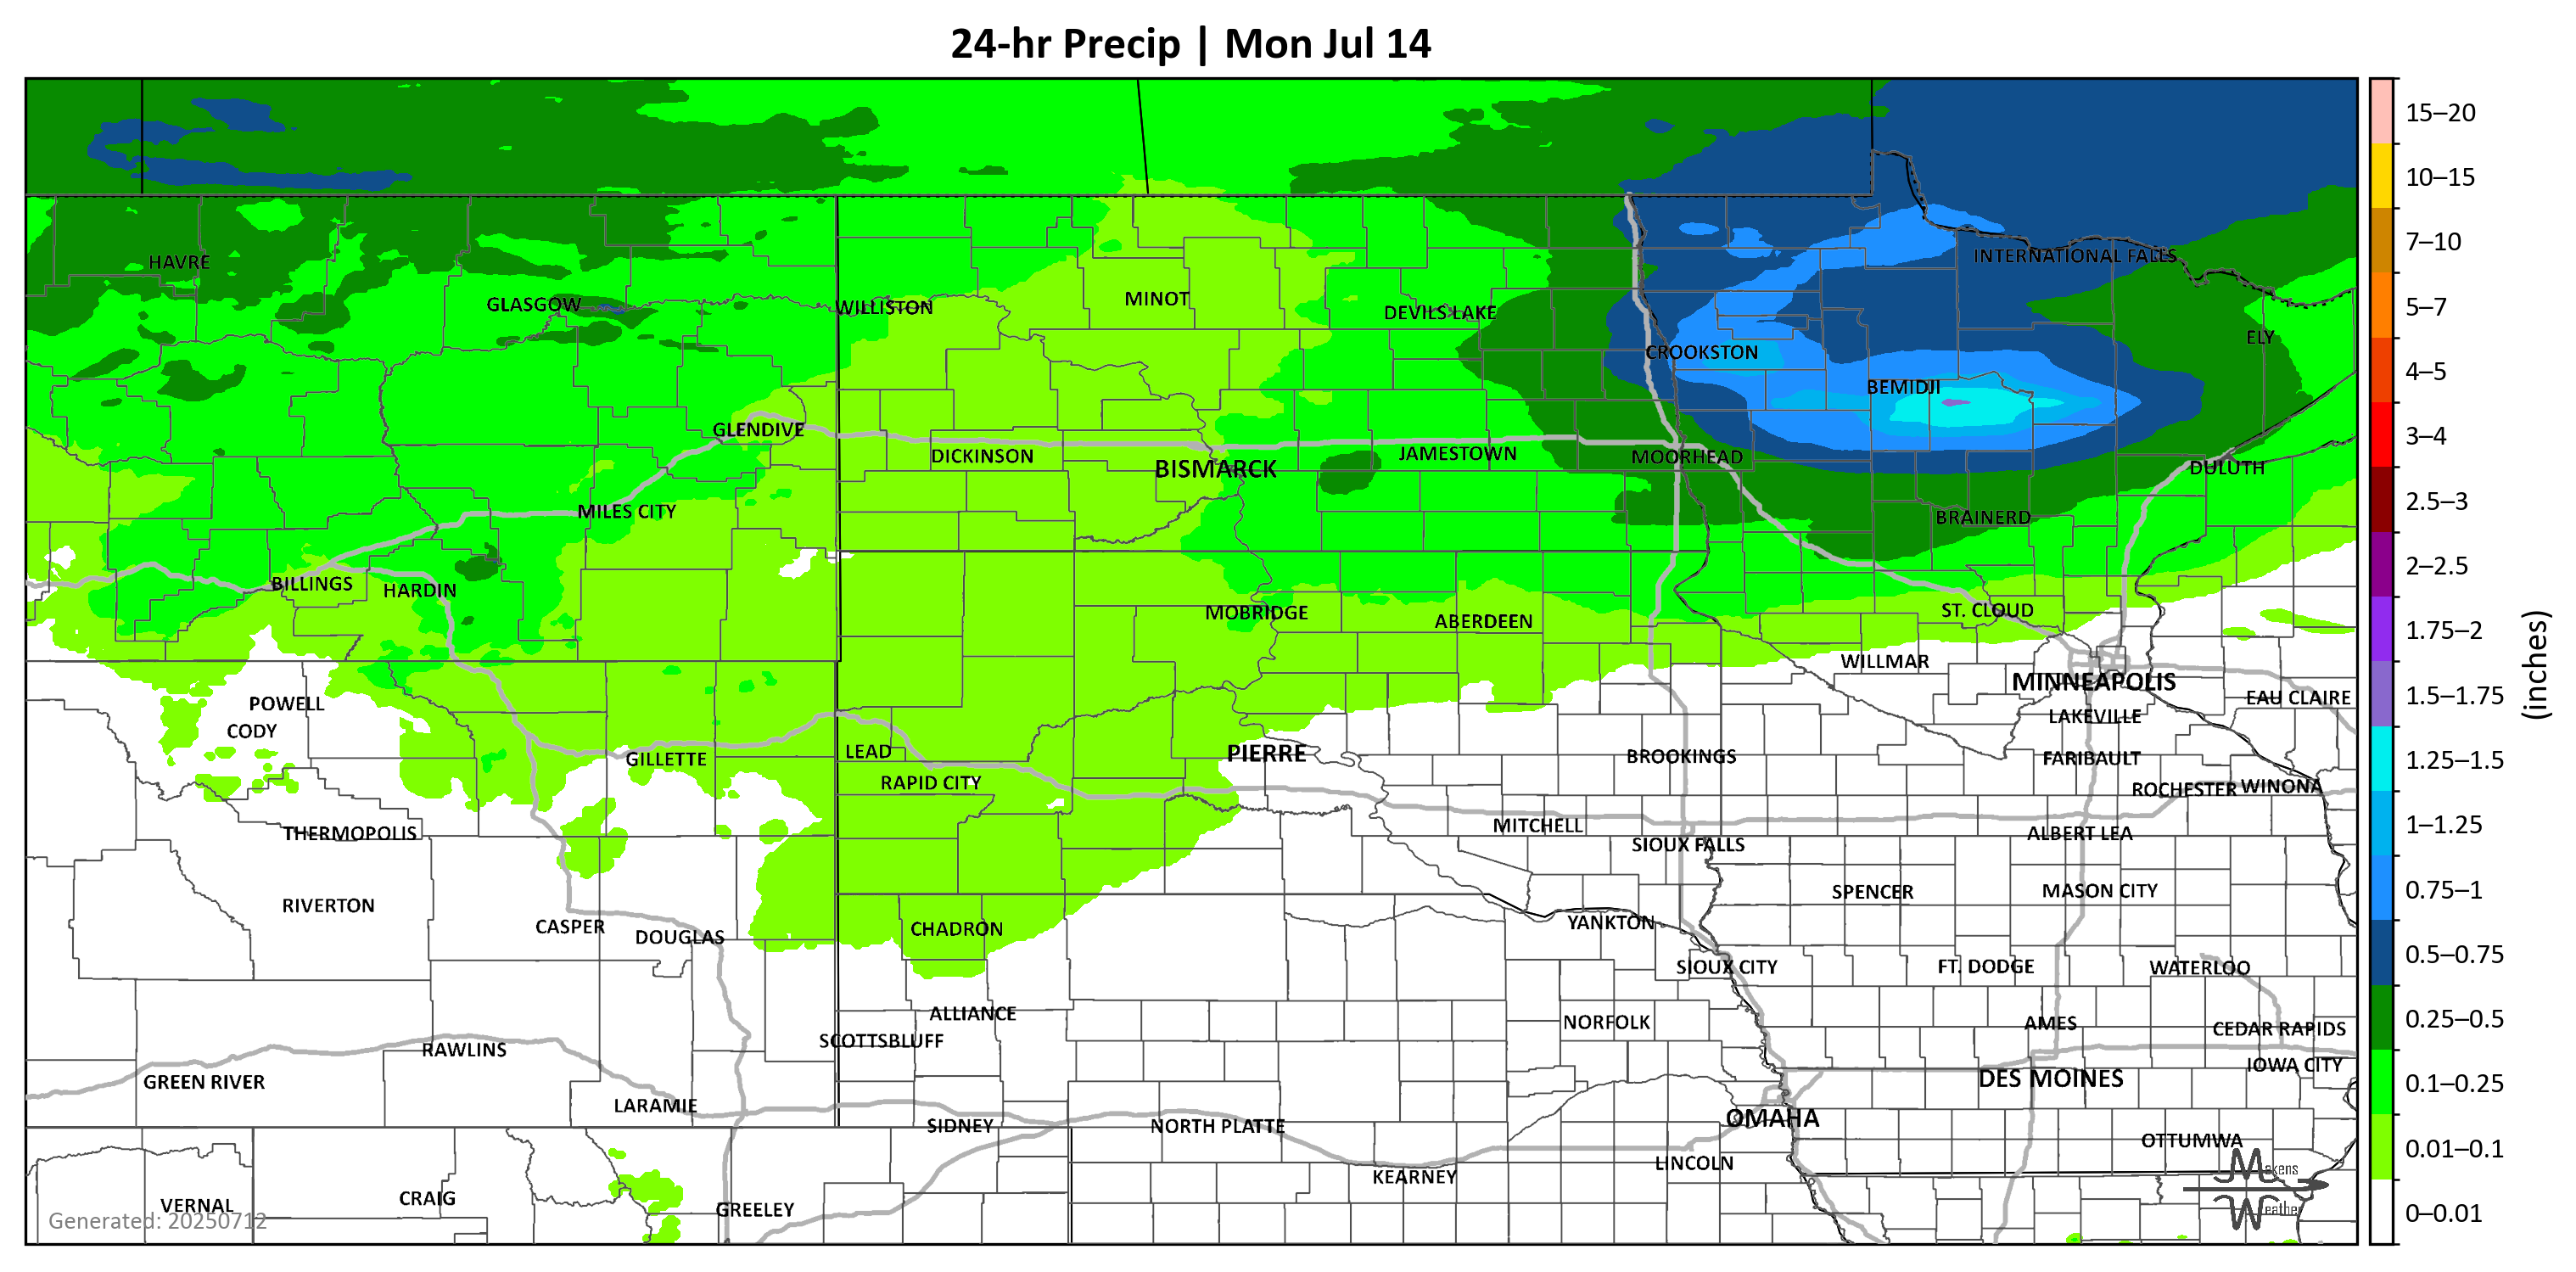 24-hr Precip | Mon Jul 14
15–20
10–15
7–10
5–7
4–5
3–4
2.5–3
2–2.5
1.75–2
1.5–1.75
1.25–1.5
1–1.25
0.75–1
0.5–0.75
0.25–0.5
0.1–0.25
0.01–0.1
0–0.01
(inches)
INTERNATIONAL FALLS
HAVRE
MINOT
GLASGOW
WILLISTON
DEVILS LAKE
ELY
CROOKSTON
BEMIDJI
GLENDIVE
DICKINSON
JAMESTOWN
MOORHEAD
BISMARCK
DULUTH
MILES CITY
BRAINERD
BILLINGS
HARDIN
MOBRIDGE
ABERDEEN
ST. CLOUD
WILLMAR
MINNEAPOLIS
POWELL
EAU CLAIRE
CODY
LAKEVILLE
PIERRE
BROOKINGS
LEAD
GILLETTE
FARIBAULT
RAPID CITY
ROCHESTER
WINONA
THERMOPOLIS
MITCHELL
ALBERT LEA
SIOUX FALLS
SPENCER
MASON CITY
RIVERTON
CASPER
DOUGLAS
CHADRON
YANKTON
SIOUX CITY
FT. DODGE
WATERLOO
ALLIANCE
NORFOLK
AMES
CEDAR RAPIDS
SCOTTSBLUFF
RAWLINS
IOWA CITY
GREEN RIVER
DES MOINES
LARAMIE
OMAHA
SIDNEY
NORTH PLATTE
OTTUMWA
LINCOLN
KEARNEY
CRAIG
VERNAL
GREELEY
Generated: 20250712
Makens
Weather